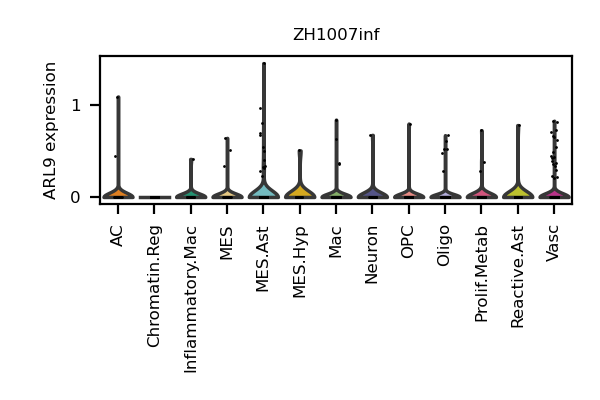 ZH1007inf
ARL9 expression
1
0
AC
Chromatin.Reg
Inflammatory.Mac
MES
MES.Ast
MES.Hyp
Mac
Neuron
OPC
Oligo
Prolif.Metab
Reactive.Ast
Vasc